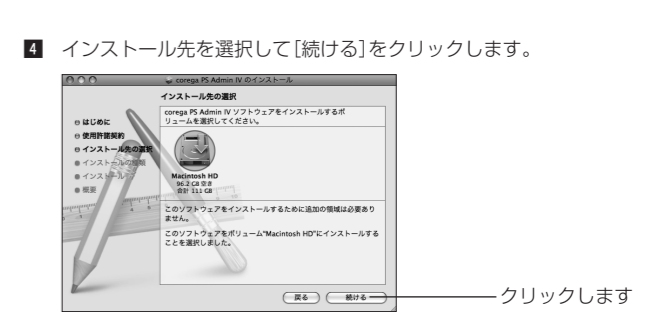 4 インストール先を選択して[続ける]をクリックします。
corega PS Admin IV のインストール
インストール先の選択
はじめに
使用許諾契約
インストール先の選択
インストールの種類
インストール
概要
corega PS Admin IV ソフトウェアをインストールするボ
リュームを選択してください。
Macintosh HD
96.2 GB 空き
合計 111 GB
このソフトウェアをインストールするために追加の領域は必要あり
ません。
このソフトウェアをボリューム"Macintosh HD"にインストールする
ことを選択しました。
戻る
続ける
クリックします